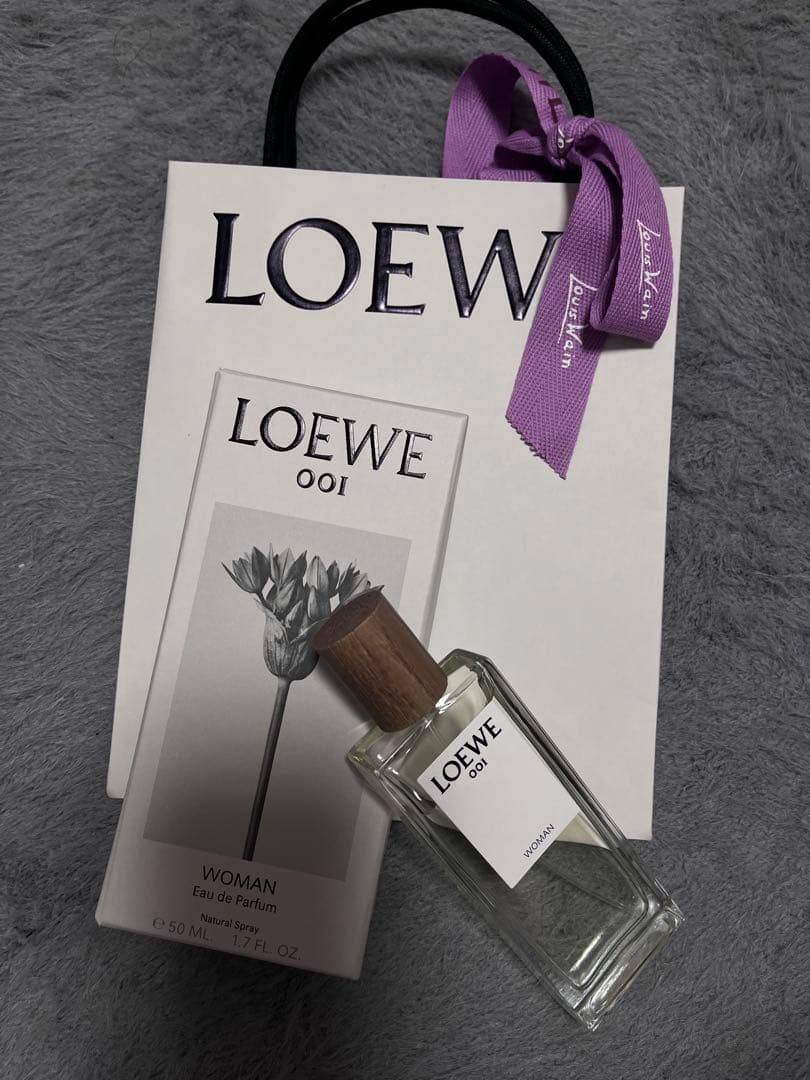 LOEW
Louis Wain
Louis Wain
LOEWE
001
WOMAN
Eau de Parfum
Natural Spray
℮ 50 ML. 1.7 FL. OZ.
LOEWE
001
WOMAN